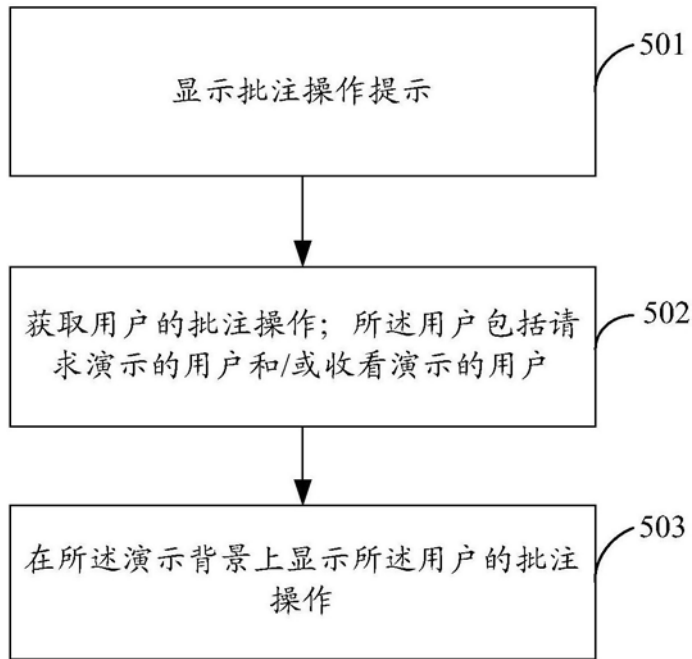 501
显示批注操作提示
502
获取用户的批注操作；所述用户包括请
求演示的用户和/或收看演示的用户
503
在所述演示背景上显示所述用户的批注
操作